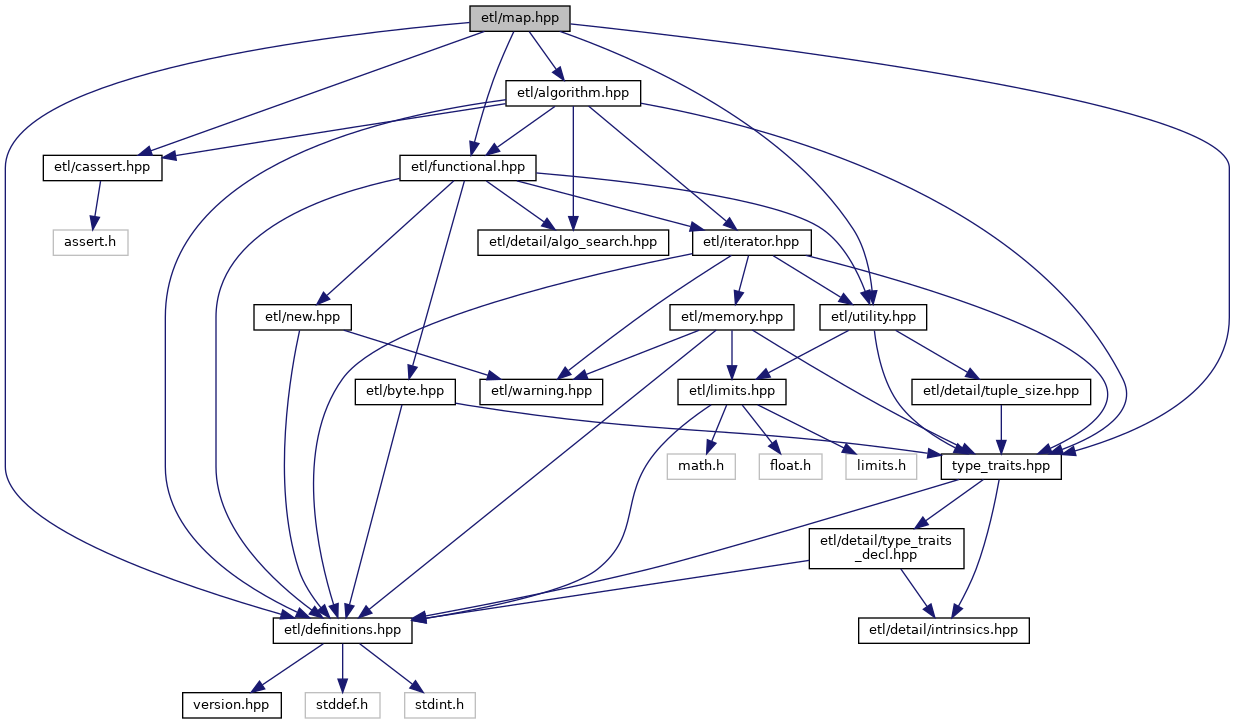 etl/map.hpp
etl/algorithm.hpp
etl/cassert.hpp
etl/functional.hpp
assert.h
etl/detail/algo_search.hpp
etl/iterator.hpp
etl/new.hpp
etl/memory.hpp
etl/utility.hpp
etl/byte.hpp
etl/warning.hpp
etl/limits.hpp
etl/detail/tuple_size.hpp
math.h
float.h
limits.h
type_traits.hpp
etl/detail/type_traits
_decl.hpp
etl/definitions.hpp
etl/detail/intrinsics.hpp
version.hpp
stddef.h
stdint.h